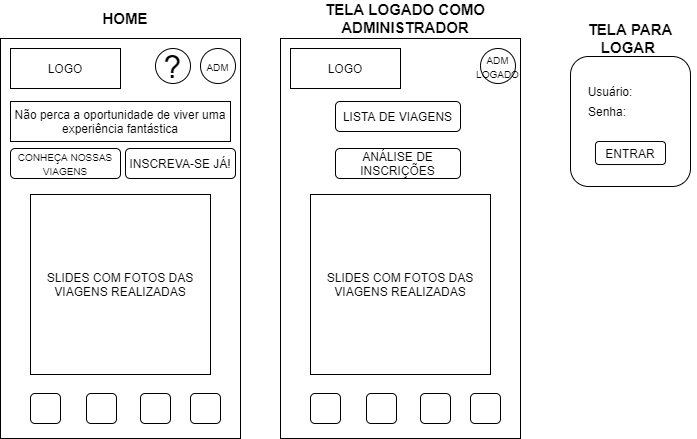 HOME
LOGO
?
ADM
Não perca a oportunidade de viver uma
experiência fantástica
CONHEÇA NOSSAS
VIAGENS
INSCREVA-SE JÁ!
SLIDES COM FOTOS DAS
VIAGENS REALIZADAS
TELA LOGADO COMO
ADMINISTRADOR
LOGO
ADM
LOGADO
LISTA DE VIAGENS
ANÁLISE DE
INSCRIÇÕES
SLIDES COM FOTOS DAS
VIAGENS REALIZADAS
TELA PARA
LOGAR
Usuário:
Senha:
ENTRAR